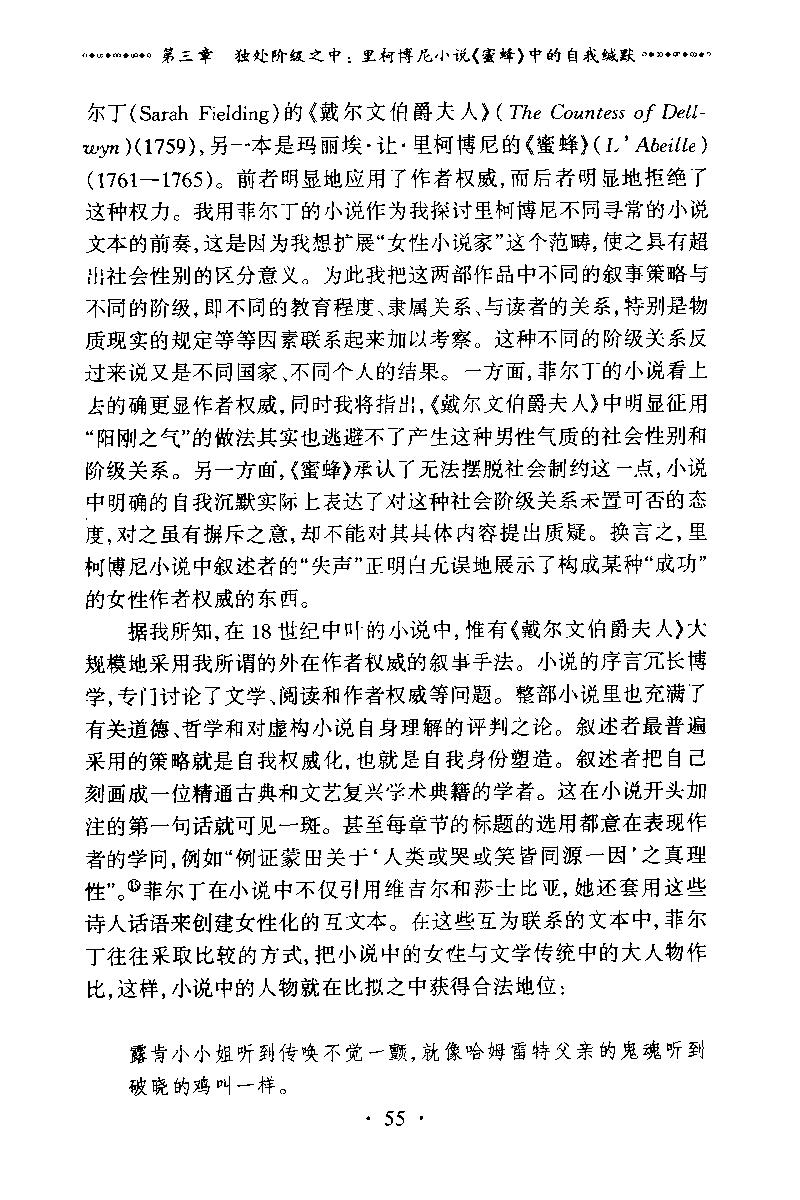 第三章 独处阶级之中：里柯博尼小说《蜜蜂》中的自我缄默
尔丁(Sarah Fielding)的《戴尔文伯爵夫人》(The Countess of Dell-
wyn)(1759)，另一本是玛丽埃·让·里柯博尼的《蜜蜂》(L'Abeille)
(1761—1765)。前者明显地应用了作者权威，而后者明显地拒绝了
这种权力。我用菲尔丁的小说作为我探讨里柯博尼不同寻常的小说
文本的前奏，这是因为我想扩展“女性小说家”这个范畴，使之具有超
出社会性别的区分意义。为此我把这两部作品中不同的叙事策略与
不同的阶级，即不同的教育程度、隶属关系、与读者的关系，特别是物
质现实的规定等等因素联系起来加以考察。这种不同的阶级关系反
过来说又是不同国家、不同个人的结果。一方面，菲尔丁的小说看上
去的确更显作者权威，同时我将指出，《戴尔文伯爵夫人》中明显征用
“阳刚之气”的做法其实也逃避不了产生这种男性气质的社会性别和
阶级关系。另一方面，《蜜蜂》承认了无法摆脱社会制约这一点，小说
中明确的自我沉默实际上表达了对这种社会阶级关系未置可否的态
度，对之虽有摒斥之意，却不能对其具体内容提出质疑。换言之，里
柯博尼小说中叙述者的“失声”正明白无误地展示了构成某种“成功”
的女性作者权威的东西。
据我所知，在18世纪中叶的小说中，惟有《戴尔文伯爵夫人》大
规模地采用我所谓的外在作者权威的叙事手法。小说的序言冗长博
学，专门讨论了文学、阅读和作者权威等问题。整部小说里也充满了
有关道德、哲学和对虚构小说自身理解的评判之论。叙述者最普遍
采用的策略就是自我权威化，也就是自我身份塑造。叙述者把自己
刻画成一位精通古典和文艺复兴学术典籍的学者。这在小说开头加
注的第一句话就可见一斑。甚至每章节的标题的选用都意在表现作
者的学问，例如“例证蒙田关于‘人类或哭或笑皆同源一因’之真理
性”。⑮菲尔丁在小说中不仅引用维吉尔和莎士比亚，她还套用这些
诗人话语来创建女性化的互文本。在这些互为联系的文本中，菲尔
丁往往采取比较的方式，把小说中的女性与文学传统中的大人物作
比，这样，小说中的人物就在比拟之中获得合法地位：
露肯小小姐听到传唤不觉一颤，就像哈姆雷特父亲的鬼魂听到
破晓的鸡叫一样。
· 55 ·